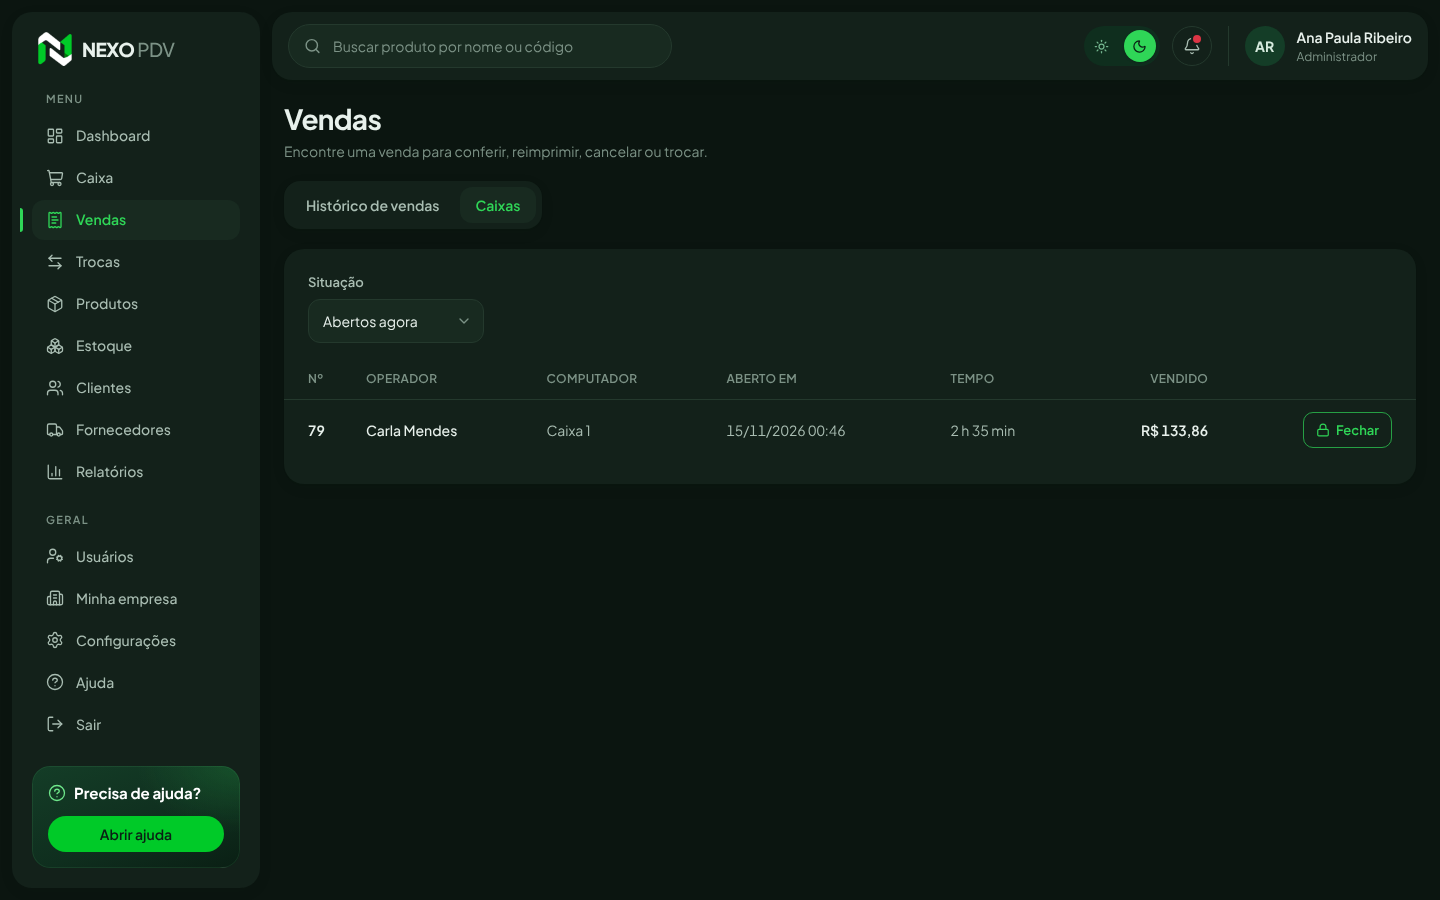 NEXO PDV
MENU
Dashboard
Caixa
Vendas
Trocas
Produtos
Estoque
Clientes
Fornecedores
Relatórios
GERAL
Usuários
Minha empresa
Configurações
Ajuda
Sair
Precisa de ajuda?
Abrir ajuda
Buscar produto por nome ou código
AR
Ana Paula Ribeiro
Administrador
Vendas
Encontre uma venda para conferir, reimprimir, cancelar ou trocar.
Histórico de vendas Caixas
Situação
Abertos agora
Nº OPERADOR COMPUTADOR ABERTO EM TEMPO VENDIDO
79 Carla Mendes Caixa 1 15/11/2026 00:46 2 h 35 min R$ 133,86 Fechar